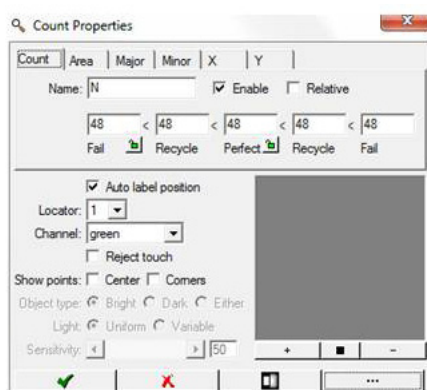 Count Properties
Count Area Major Minor X Y
Name: N Enable Relative
48 < 48 < 48 < 48 < 48
Fail Recycle Perfect Recycle Fail
Auto label position
Locator: 1
Channel: green
Reject touch
Show points: Center Corners
Object type: Bright Dark Either
Light: Uniform Variable
Sensitivity: 50
+ -
...